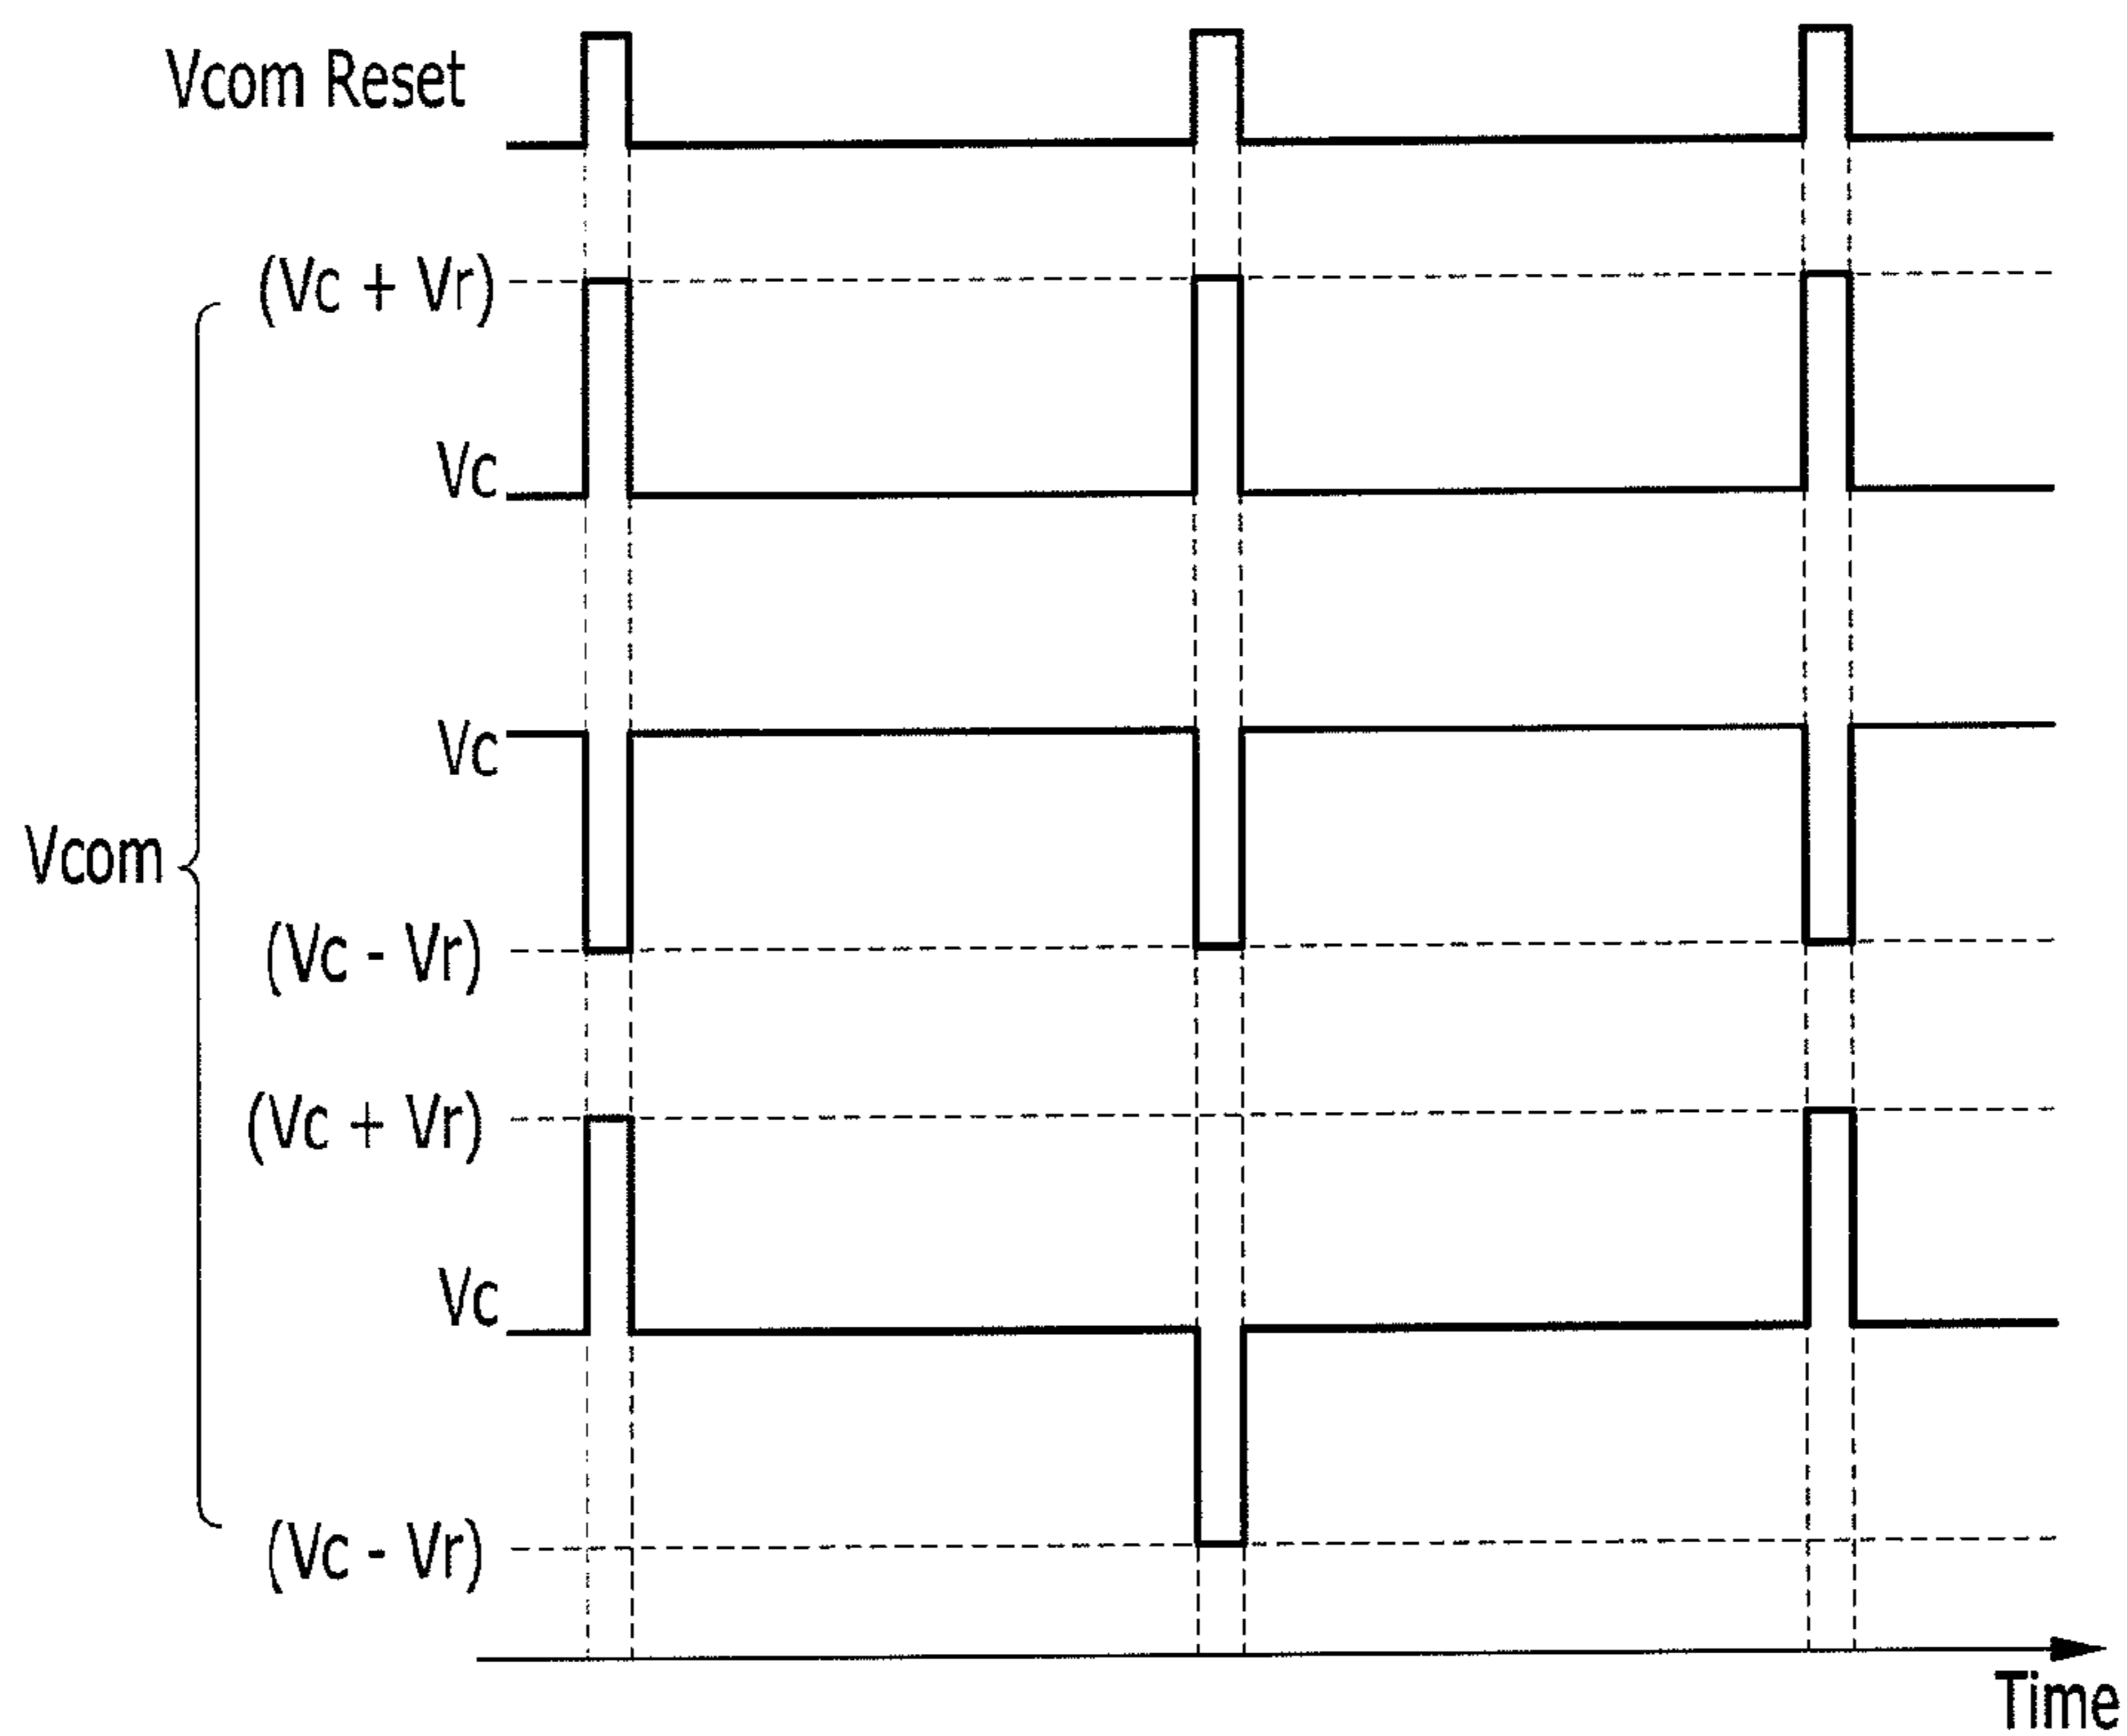 Vcom Reset
(Vc + Vr)
Vc
Vc
Vcom
(Vc - Vr)
(Vc + Vr)
Vc
(Vc - Vr)
Time